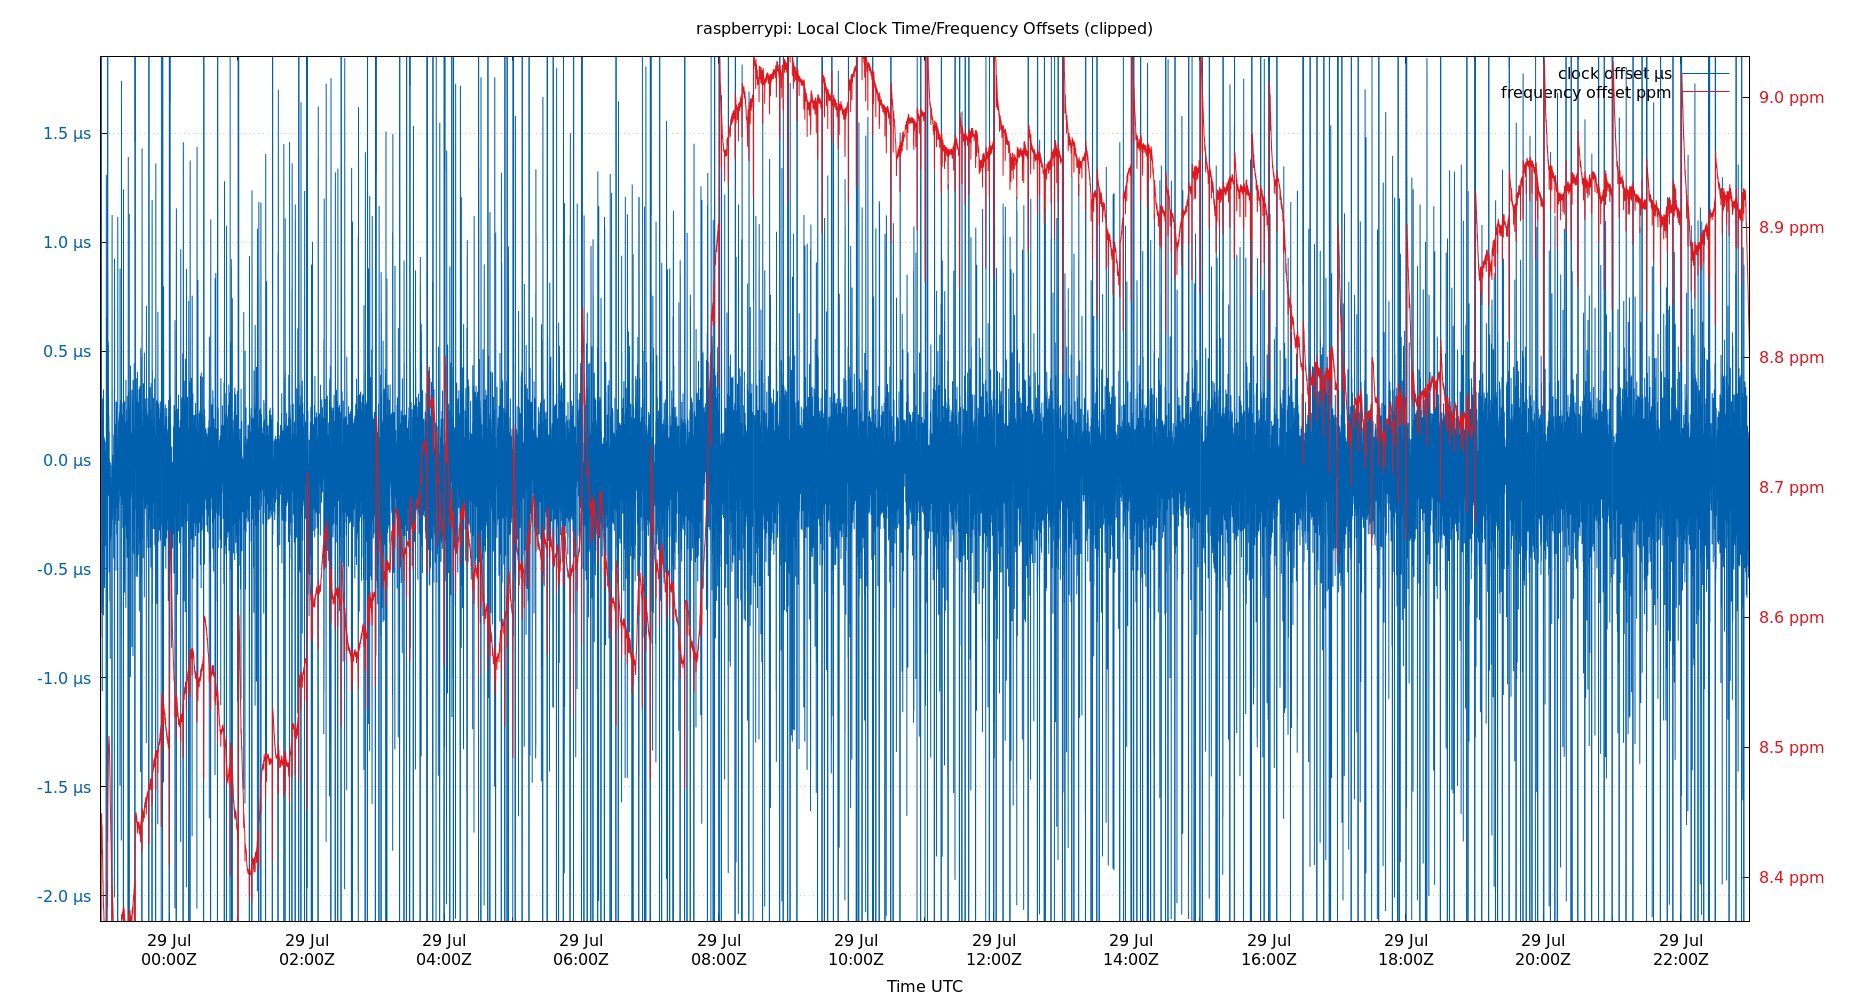 raspberrypi: Local Clock Time/Frequency Offsets (clipped)
clock offset µs
frequency offset ppm
1.5 µs
1.0 µs
0.5 µs
0.0 µs
-0.5 µs
-1.0 µs
-1.5 µs
-2.0 µs
9.0 ppm
8.9 ppm
8.8 ppm
8.7 ppm
8.6 ppm
8.5 ppm
8.4 ppm
29 Jul 29 Jul 29 Jul 29 Jul 29 Jul 29 Jul 29 Jul 29 Jul 29 Jul 29 Jul 29 Jul 29 Jul
00:00Z 02:00Z 04:00Z 06:00Z 08:00Z 10:00Z 12:00Z 14:00Z 16:00Z 18:00Z 20:00Z 22:00Z
Time UTC